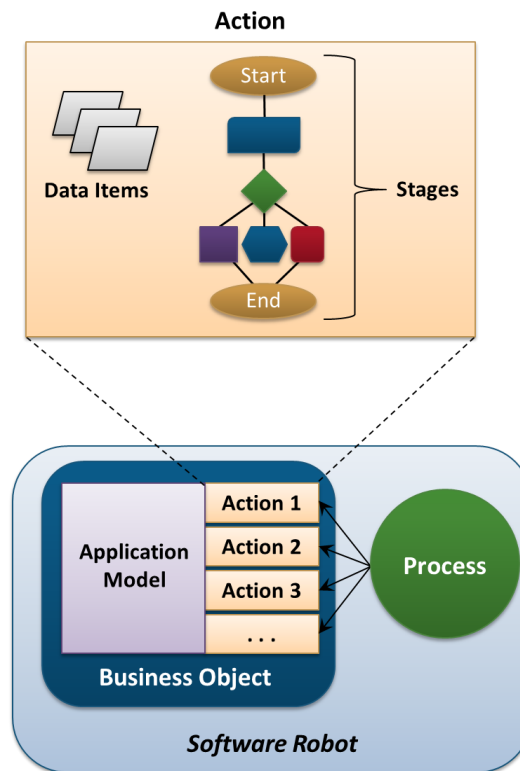 Action
Start
Data Items
Stages
End
Action 1
Application
Model
Action 2
Process
Action 3
. . .
Business Object
Software Robot